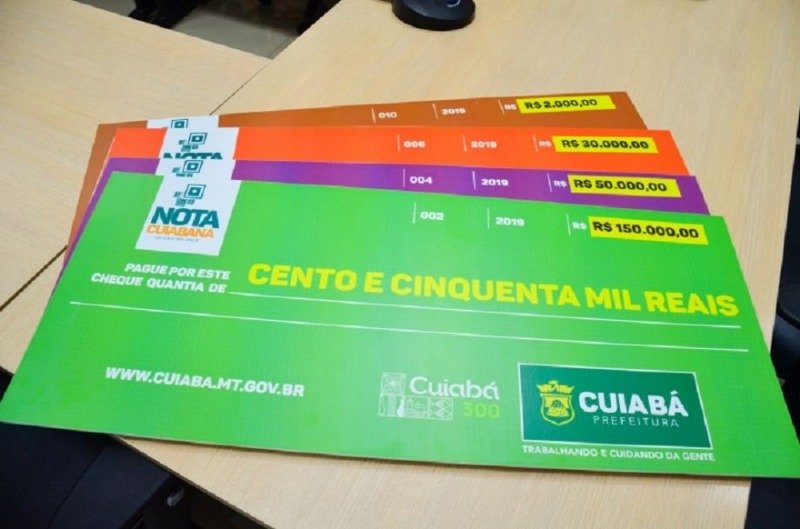 010 2019 R$ R$ 2.000,00
006 2019 R$ R$ 30.000,00
NOTA
004 2019 R$ R$ 50.000,00
002 2019 R$ R$ 150.000,00
NOTA
CUIABANA
PAGUE POR ESTE
CHEQUE QUANTIA DE CENTO E CINQUENTA MIL REAIS
WWW.CUIABA.MT.GOV.BR
Cuiabá
300
CUIABÁ
PREFEITURA
TRABALHANDO E CUIDANDO DA GENTE